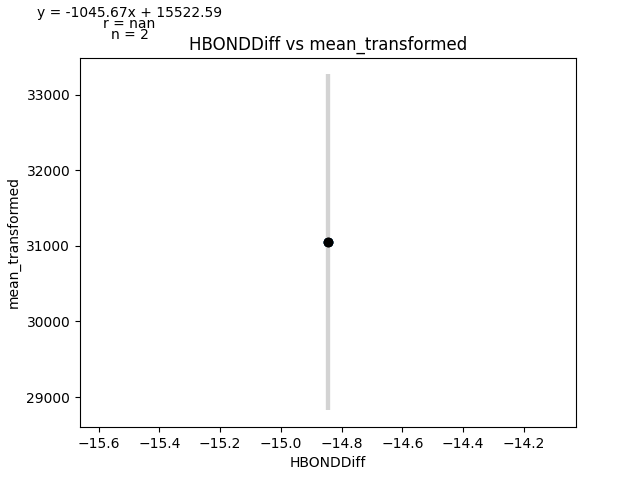 y = -1045.67x + 15522.59
r = nan
n = 2
HBONDDiff vs mean_transformed
33000
32000
31000
30000
29000
mean_transformed
−15.6 −15.4 −15.2 −15.0 −14.8 −14.6 −14.4 −14.2
HBONDDiff